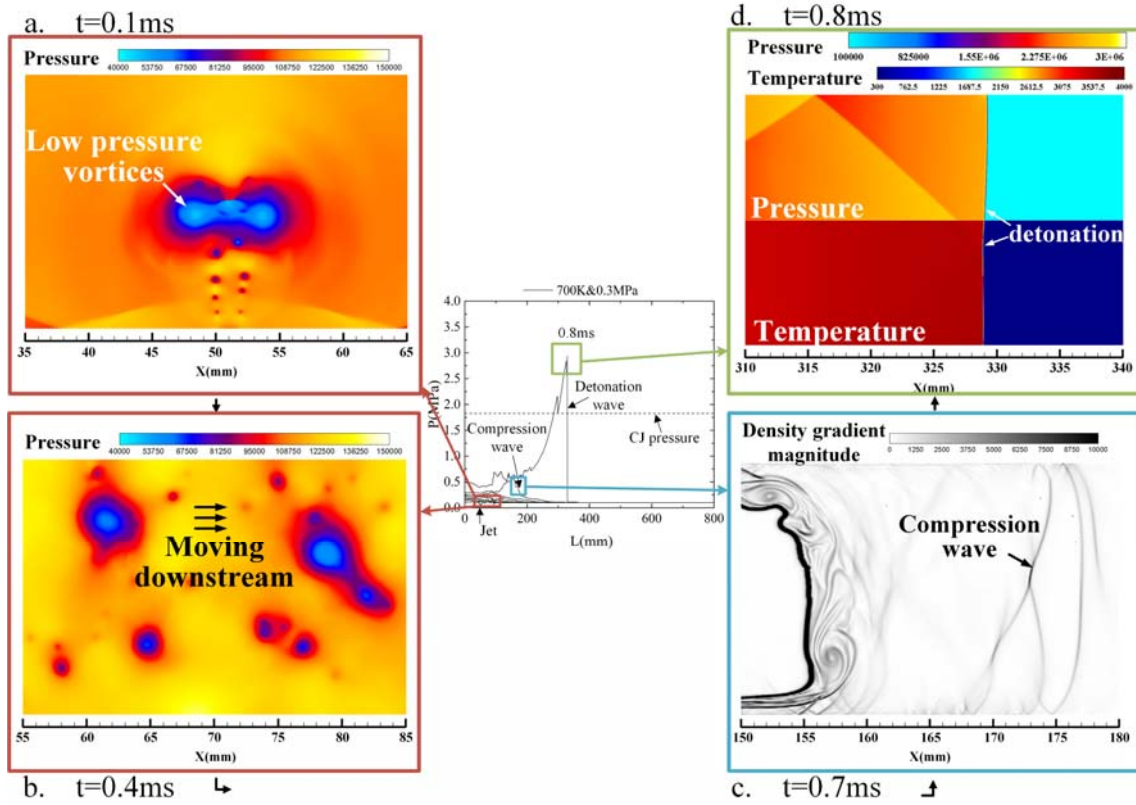 a. t=0.1ms
Pressure
40000 53750 67500 81250 95000 108750 122500 136250 150000
Low pressure
vortices
35 40 45 50 55 60 65
X(mm)
Pressure
40000 53750 67500 81250 95000 108750 122500 136250 150000
Moving
downstream
55 60 65 70 75 80 85
X(mm)
b. t=0.4ms
700K&0.3MPa
4.0
3.5
3.0
2.5
2.0
1.5
1.0
0.5
0.0
P(MPa)
0.8ms
Detonation
wave
Compression
wave
CJ pressure
0 200 400 600 800
Jet
L(mm)
d. t=0.8ms
Pressure
100000 825000 1.55E+06 2.275E+06 3E+06
Temperature
300 762.5 1225 1687.5 2150 2612.5 3075 3537.5 4000
Pressure
detonation
Temperature
310 315 320 325 330 335 340
X(mm)
Density gradient
magnitude
0 1250 2500 3750 5000 6250 7500 8750 10000
Compression
wave
150 155 160 165 170 175 180
X(mm)
c. t=0.7ms